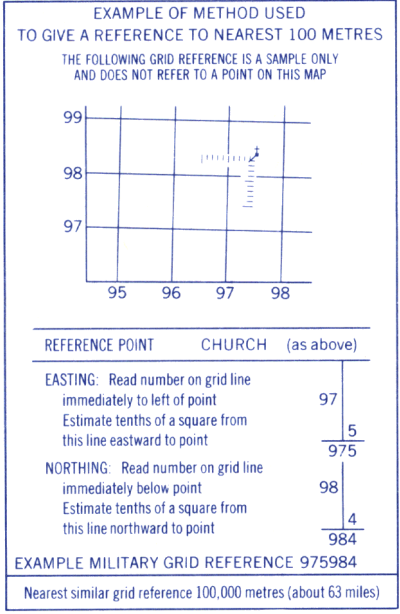 EXAMPLE OF METHOD USED
TO GIVE A REFERENCE TO NEAREST 100 METRES
THE FOLLOWING GRID REFERENCE IS A SAMPLE ONLY
AND DOES NOT REFER TO A POINT ON THIS MAP
99
98
97
95 96 97 98
REFERENCE POINT CHURCH (as above)
EASTING: Read number on grid line
immediately to left of point 97
Estimate tenths of a square from
this line eastward to point 5
975
NORTHING: Read number on grid line
immediately below point 98
Estimate tenths of a square from
this line northward to point 4
984
EXAMPLE MILITARY GRID REFERENCE 975984
Nearest similar grid reference 100,000 metres (about 63 miles)